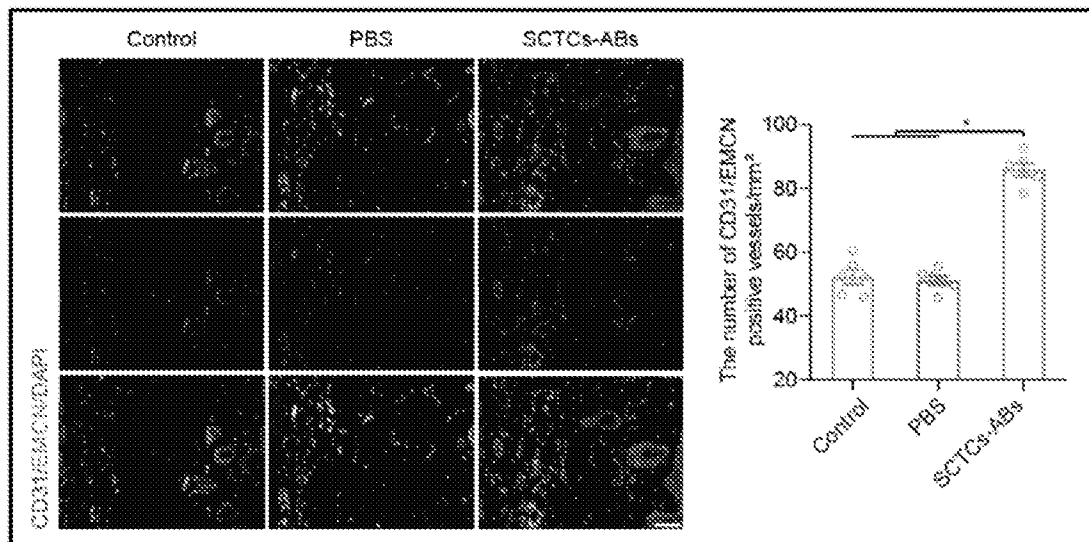 Control PBS SCTCs-ABs
CD31/EMCN/DAPI
The number of CD31/EMCN
positive vessels/mm²
100
80
60
40
20
*
Control
PBS
SCTCs-ABs